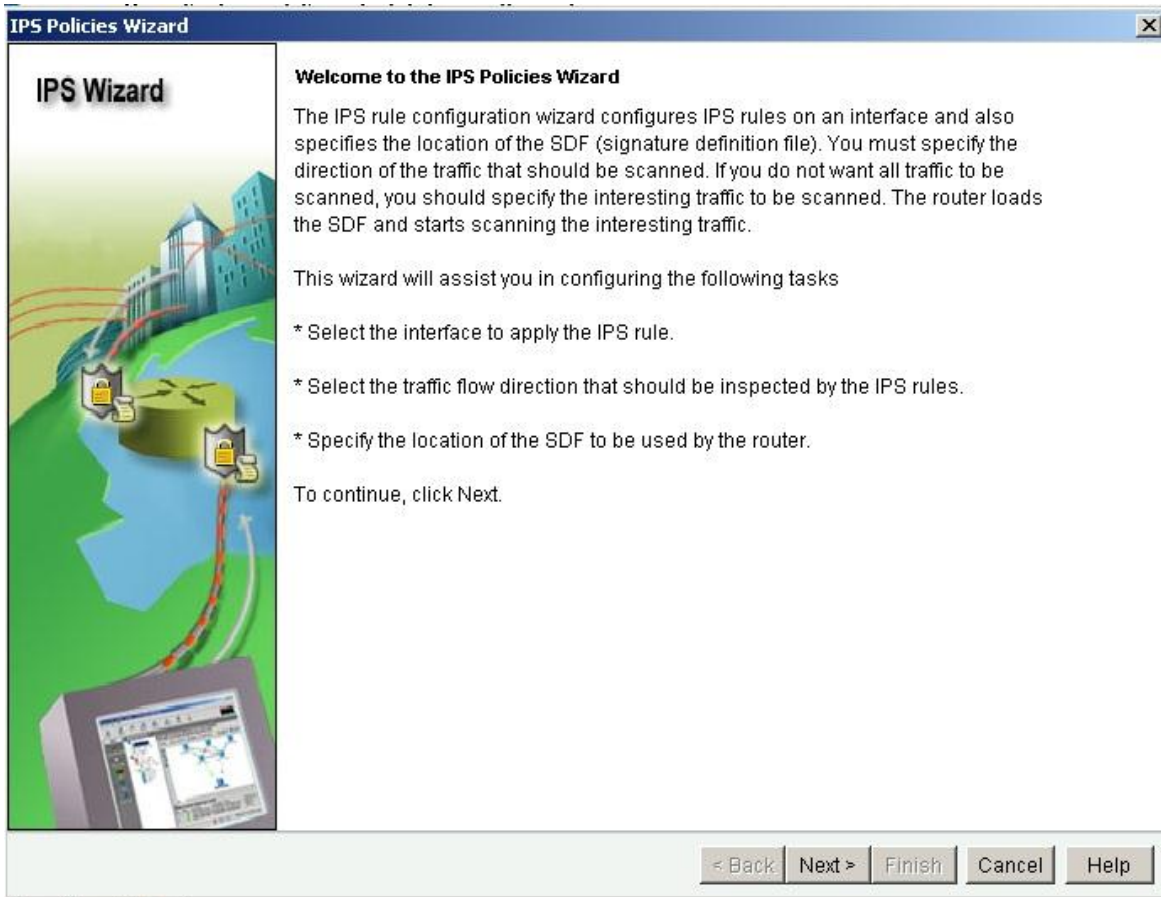 IPS Policies Wizard
IPS Wizard
Welcome to the IPS Policies Wizard
The IPS rule configuration wizard configures IPS rules on an interface and also
specifies the location of the SDF (signature definition file). You must specify the
direction of the traffic that should be scanned. If you do not want all traffic to be
scanned, you should specify the interesting traffic to be scanned. The router loads
the SDF and starts scanning the interesting traffic.
This wizard will assist you in configuring the following tasks
* Select the interface to apply the IPS rule.
* Select the traffic flow direction that should be inspected by the IPS rules.
* Specify the location of the SDF to be used by the router.
To continue, click Next.
< Back Next > Finish Cancel Help